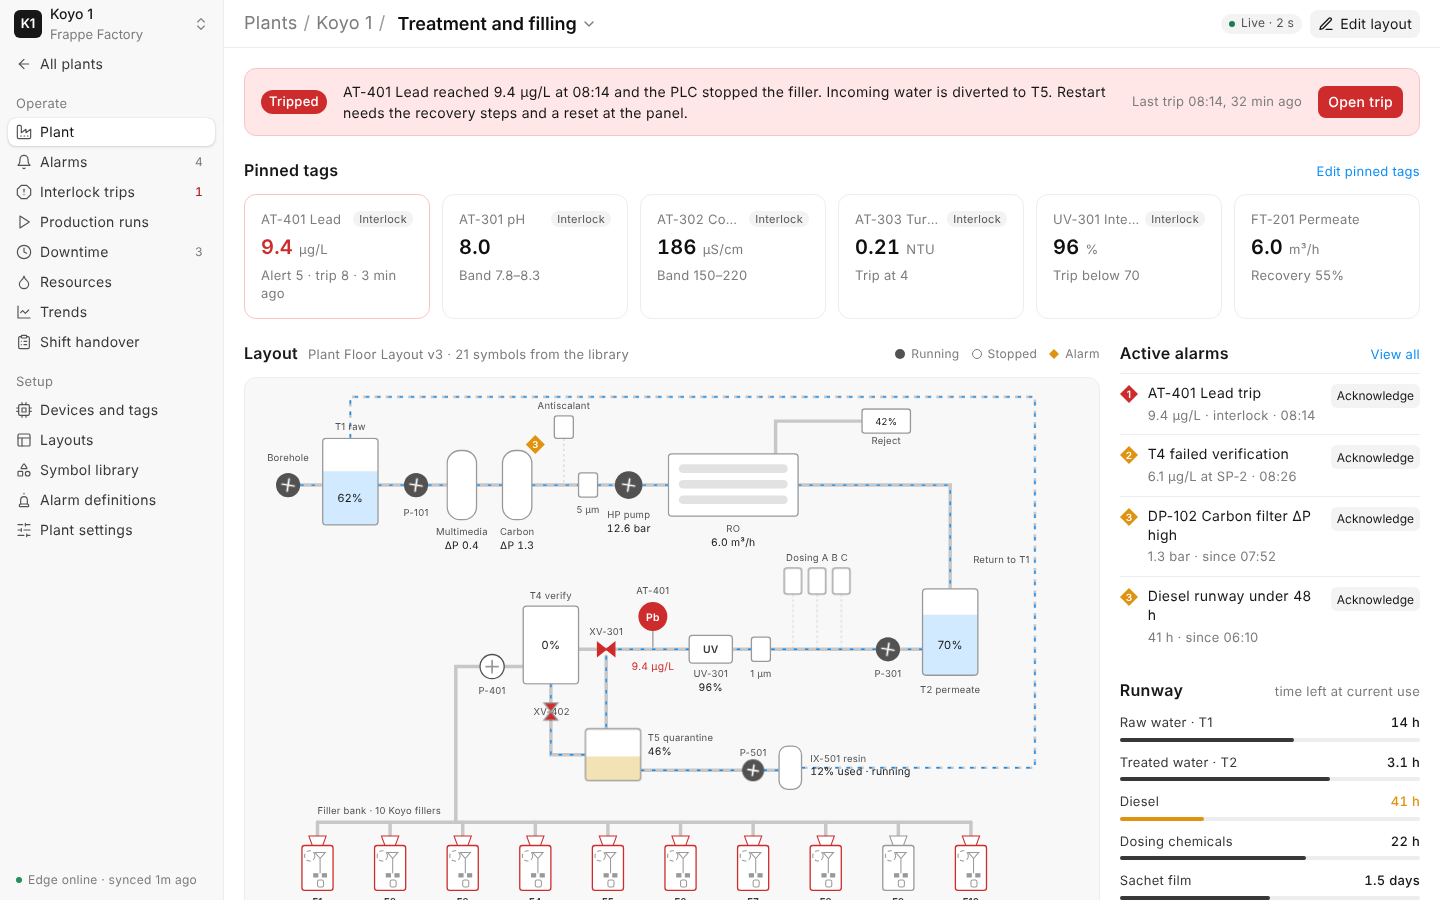 K1
Koyo 1
Frappe Factory
All plants
Operate
Plant
Alarms 4
Interlock trips 1
Production runs
Downtime 3
Resources
Trends
Shift handover
Setup
Devices and tags
Layouts
Symbol library
Alarm definitions
Plant settings
Edge online · synced 1m ago
Plants / Koyo 1 / Treatment and filling
Live · 2 s
Edit layout
Tripped
AT-401 Lead reached 9.4 µg/L at 08:14 and the PLC stopped the filler. Incoming water is diverted to T5. Restart
needs the recovery steps and a reset at the panel.
Last trip 08:14, 32 min ago
Open trip
Pinned tags
Edit pinned tags
AT-401 Lead Interlock
9.4 µg/L
Alert 5 · trip 8 · 3 min
ago
AT-301 pH Interlock
8.0
Band 7.8–8.3
AT-302 Co... Interlock
186 µS/cm
Band 150–220
AT-303 Tur... Interlock
0.21 NTU
Trip at 4
UV-301 Inte... Interlock
96 %
Trip below 70
FT-201 Permeate
6.0 m³/h
Recovery 55%
Layout Plant Floor Layout v3 · 21 symbols from the library
Running Stopped Alarm
Antiscalant
T1 raw
42%
Reject
3
Borehole
62%
P-101
Multimedia
ΔP 0.4
Carbon
ΔP 1.3
5 µm
HP pump
12.6 bar
RO
6.0 m³/h
Dosing A B C
Return to T1
T4 verify
AT-401
Pb
XV-301
0%
9.4 µg/L
UV
UV-301
96%
1 µm
P-301
70%
T2 permeate
P-401
XV-402
T5 quarantine
46%
P-501
IX-501 resin
12% used · running
Filler bank · 10 Koyo fillers
Active alarms
View all
1
AT-401 Lead trip
9.4 µg/L · interlock · 08:14
Acknowledge
2
T4 failed verification
6.1 µg/L at SP-2 · 08:26
Acknowledge
3
DP-102 Carbon filter ΔP
high
1.3 bar · since 07:52
Acknowledge
3
Diesel runway under 48
h
41 h · since 06:10
Acknowledge
Runway
time left at current use
Raw water · T1 14 h
Treated water · T2 3.1 h
Diesel 41 h
Dosing chemicals 22 h
Sachet film 1.5 days